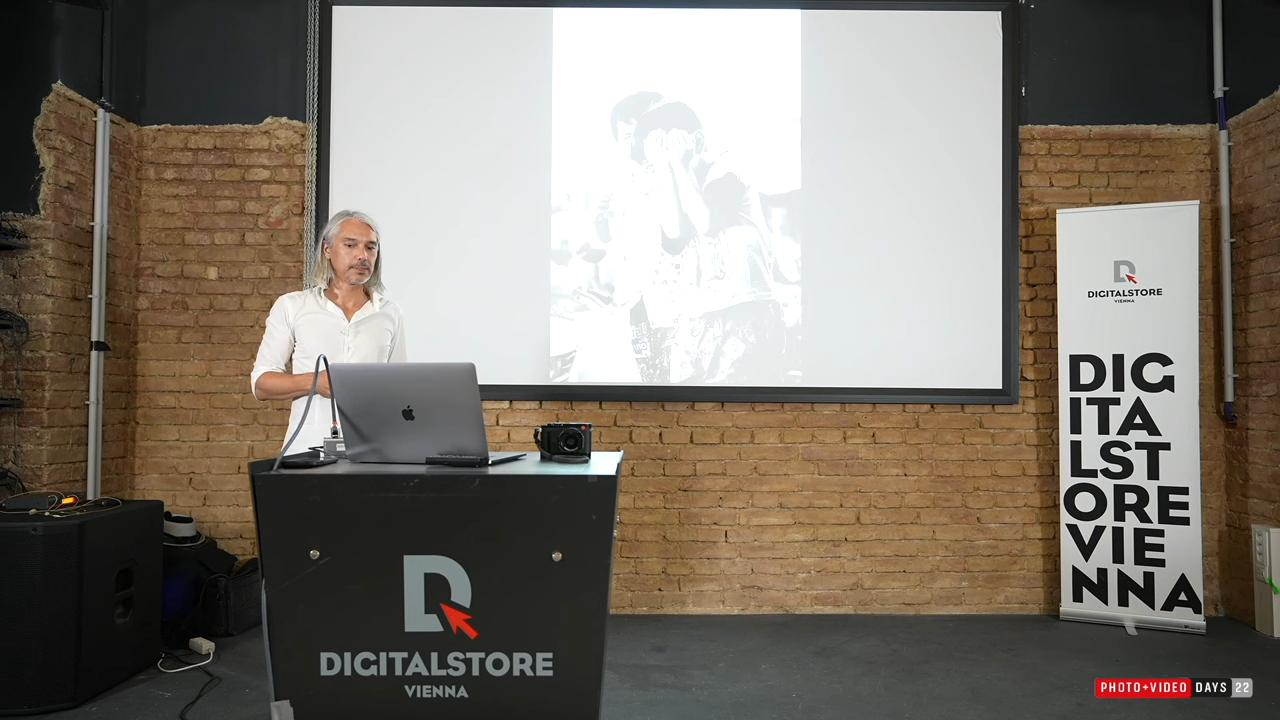 DIGITALSTORE
VIENNA
DIG
ITA
LST
ORE
VIE
NNA
DIGITALSTORE
VIENNA
PHOTO+VIDEO DAYS 22